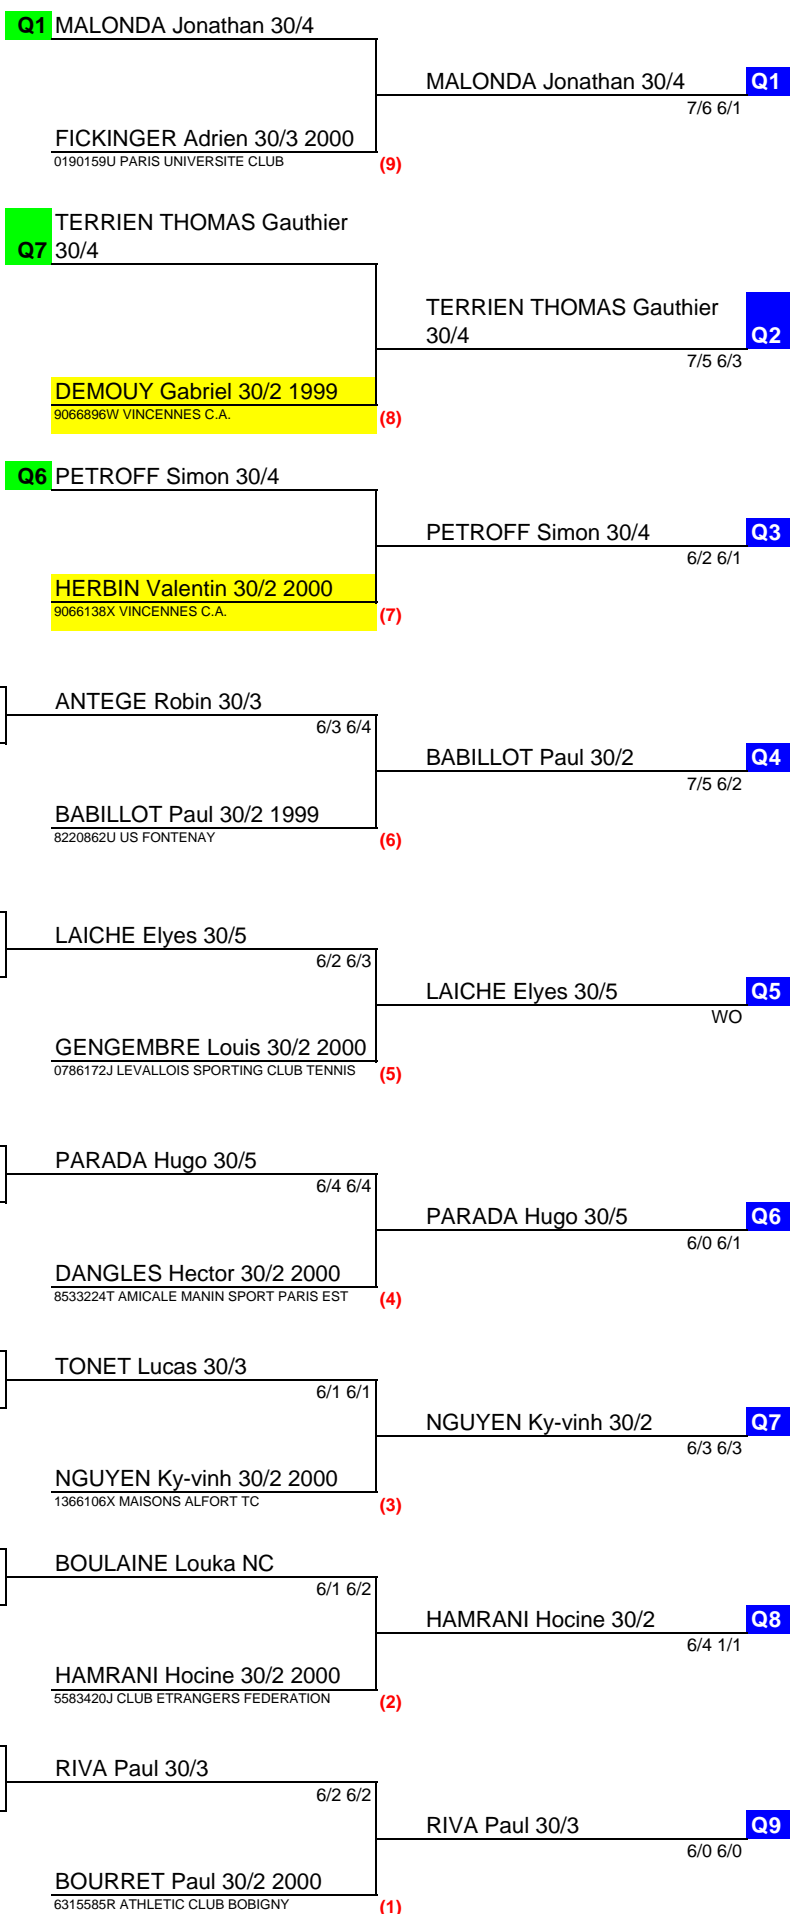 Q1 MALONDA Jonathan 30/4
MALONDA Jonathan 30/4 Q1
7/6 6/1
FICKINGER Adrien 30/3 2000
0190159U PARIS UNIVERSITE CLUB
(9)
TERRIEN THOMAS Gauthier
Q7 30/4
TERRIEN THOMAS Gauthier
30/4 Q2
7/5 6/3
DEMOUY Gabriel 30/2 1999
9066896W VINCENNES C.A.
(8)
Q6 PETROFF Simon 30/4
PETROFF Simon 30/4 Q3
6/2 6/1
HERBIN Valentin 30/2 2000
9066138X VINCENNES C.A.
(7)
ANTEGE Robin 30/3
6/3 6/4
BABILLOT Paul 30/2 Q4
7/5 6/2
BABILLOT Paul 30/2 1999
8220862U US FONTENAY
(6)
LAICHE Elyes 30/5
6/2 6/3
LAICHE Elyes 30/5 Q5
WO
GENGEMBRE Louis 30/2 2000
0786172J LEVALLOIS SPORTING CLUB TENNIS
(5)
PARADA Hugo 30/5
6/4 6/4
PARADA Hugo 30/5 Q6
6/0 6/1
DANGLES Hector 30/2 2000
8533224T AMICALE MANIN SPORT PARIS EST
(4)
TONET Lucas 30/3
6/1 6/1
NGUYEN Ky-vinh 30/2 Q7
6/3 6/3
NGUYEN Ky-vinh 30/2 2000
1366106X MAISONS ALFORT TC
(3)
BOULAINE Louka NC
6/1 6/2
HAMRANI Hocine 30/2 Q8
6/4 1/1
HAMRANI Hocine 30/2 2000
5583420J CLUB ETRANGERS FEDERATION
(2)
RIVA Paul 30/3
6/2 6/2
RIVA Paul 30/3 Q9
6/0 6/0
BOURRET Paul 30/2 2000
6315585R ATHLETIC CLUB BOBIGNY
(1)